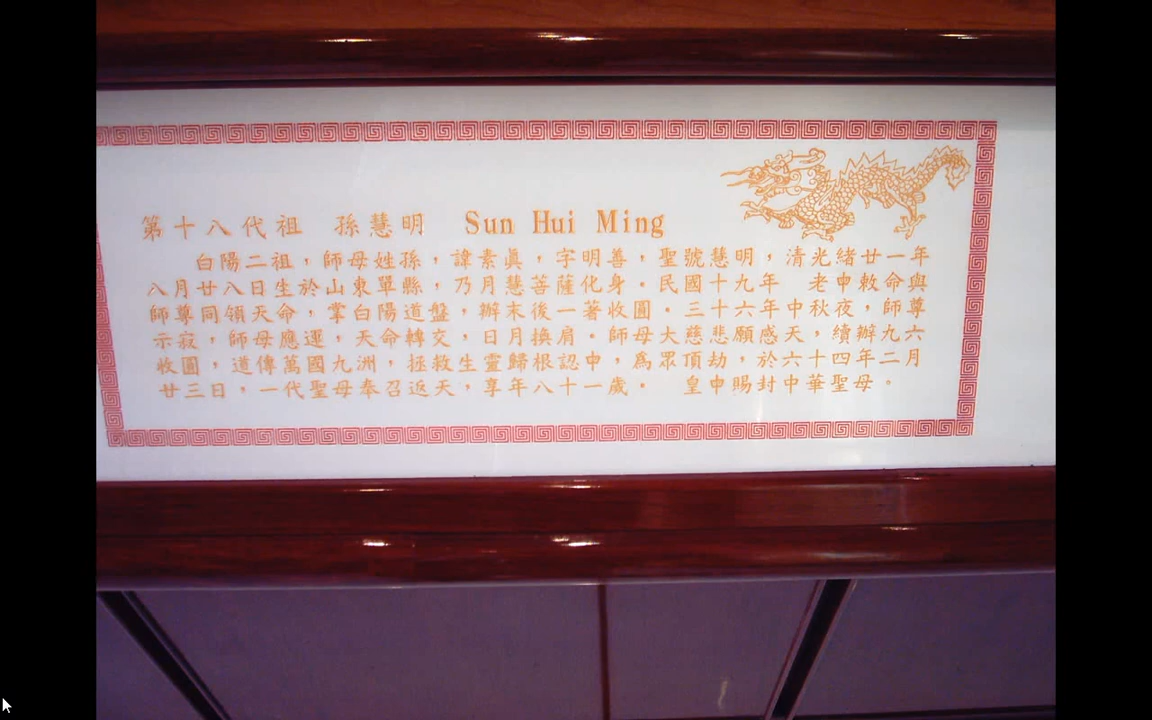 第十八代祖　孫慧明　Sun Hui Ming
白陽二祖，師母姓孫，諱素真，字明善，聖號慧明，清光緒廿一年
八月廿八日生於山東單縣，乃月慧菩薩化身。民國十九年　老申敕命與
師尊同領天命，掌白陽道盤，辦末後一著收圓。三十六年中秋夜，師尊
示寂，師母應運，天命轉交，日月換肩。師母大慈悲願感天，續辦九六
收圓，道傳萬國九洲，拯救生靈歸根認申，為眾頂劫，於六十四年二月
廿三日，一代聖母奉召返天，享年八十一歲。　皇申賜封中華聖母。